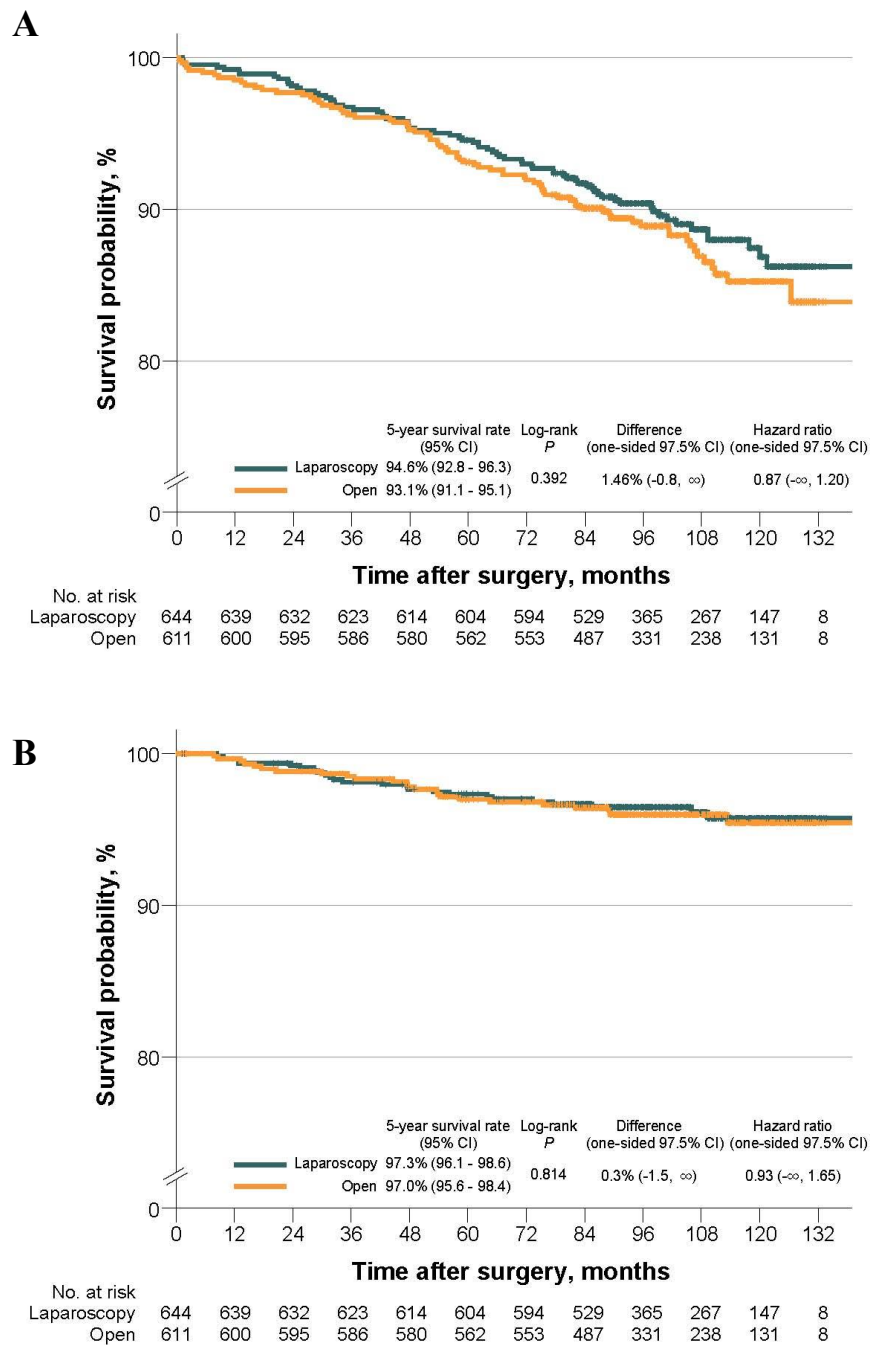 A
Survival probability, %
100
90
80
0
5-year survival rate (95% CI) Log-rank P Difference (one-sided 97.5% CI) Hazard ratio (one-sided 97.5% CI)
Laparoscopy 94.6% (92.8 - 96.3) 0.392 1.46% (-0.8, ∞) 0.87 (-∞, 1.20)
Open 93.1% (91.1 - 95.1)
0 12 24 36 48 60 72 84 96 108 120 132
Time after surgery, months
No. at risk
Laparoscopy 644 639 632 623 614 604 594 529 365 267 147 8
Open 611 600 595 586 580 562 553 487 331 238 131 8
B
Survival probability, %
100
90
80
0
5-year survival rate (95% CI) Log-rank P Difference (one-sided 97.5% CI) Hazard ratio (one-sided 97.5% CI)
Laparoscopy 97.3% (96.1 - 98.6) 0.814 0.3% (-1.5, ∞) 0.93 (-∞, 1.65)
Open 97.0% (95.6 - 98.4)
0 12 24 36 48 60 72 84 96 108 120 132
Time after surgery, months
No. at risk
Laparoscopy 644 639 632 623 614 604 594 529 365 267 147 8
Open 611 600 595 586 580 562 553 487 331 238 131 8